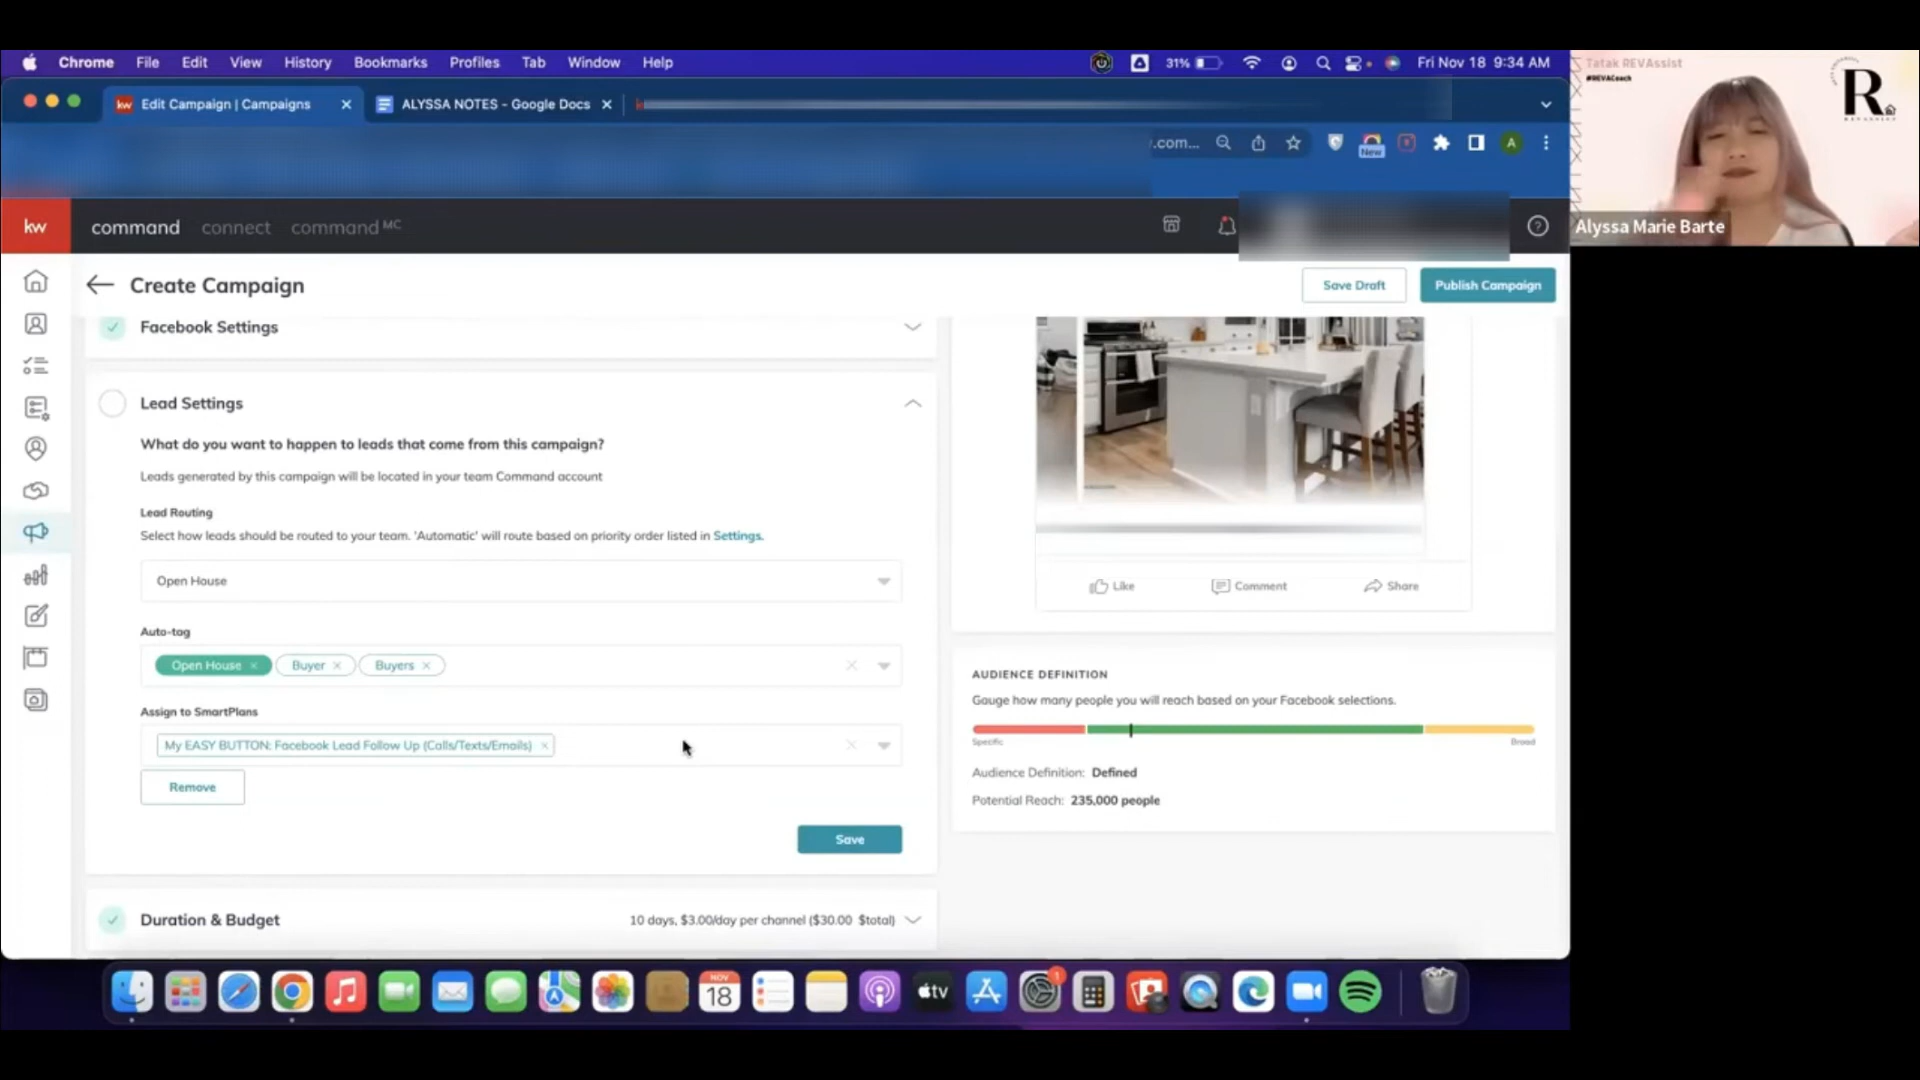 Chrome File Edit View History Bookmarks Profiles Tab Window Help
31% Fri Nov 18 9:34 AM
Tatak REVAssist
#REVACoach
R
REVASSIST
Alyssa Marie Barte
kw Edit Campaign | Campaigns
ALYSSA NOTES - Google Docs
.com...
New
A
kw command connect command MC
Create Campaign
Save Draft
Publish Campaign
Facebook Settings
Lead Settings
What do you want to happen to leads that come from this campaign?
Leads generated by this campaign will be located in your team Command account
Lead Routing
Select how leads should be routed to your team. 'Automatic' will route based on priority order listed in Settings.
Open House
Auto-tag
Open House × Buyer × Buyers ×
Assign to SmartPlans
My EASY BUTTON: Facebook Lead Follow Up (Calls/Texts/Emails) ×
Remove
Save
Duration & Budget
10 days, $3.00/day per channel ($30.00 $total)
Like Comment Share
AUDIENCE DEFINITION
Gauge how many people you will reach based on your Facebook selections.
Specific Broad
Audience Definition: Defined
Potential Reach: 235,000 people
NOV
18
tv
1